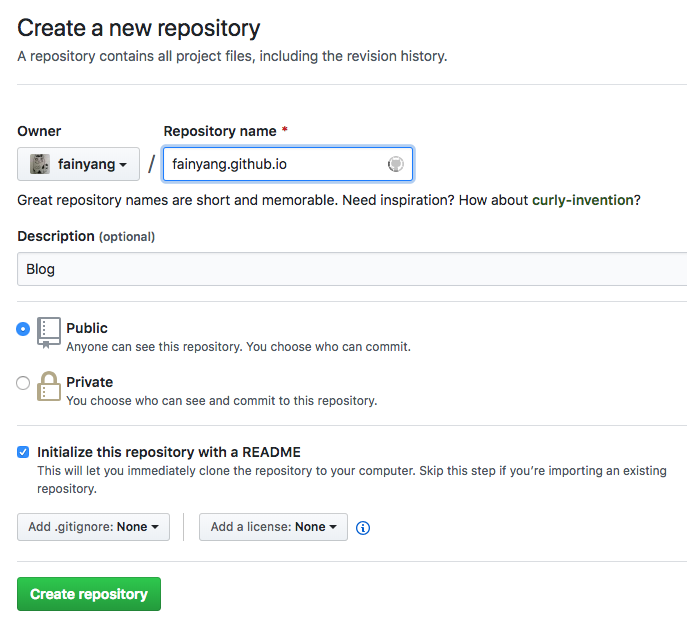 Create a new repository
A repository contains all project files, including the revision history.
Owner
Repository name *
fainyang / fainyang.github.io
Great repository names are short and memorable. Need inspiration? How about curly-invention?
Description (optional)
Blog
Public
Anyone can see this repository. You choose who can commit.
Private
You choose who can see and commit to this repository.
Initialize this repository with a README
This will let you immediately clone the repository to your computer. Skip this step if you’re importing an existing
repository.
Add .gitignore: None
Add a license: None
Create repository